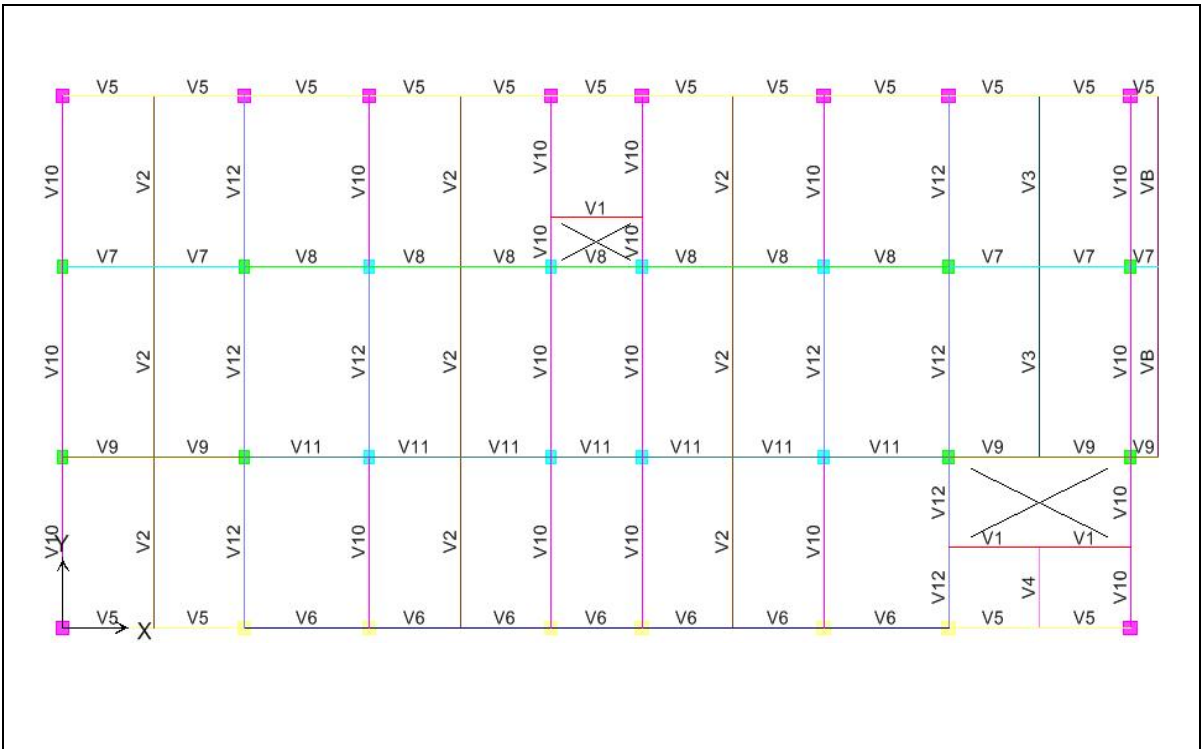 V5 V5 V5 V5 V5 V5 V5 V5 V5 V5 V5 V5
V10 V2 V12 V10 V2 V10 V10 V2 V10 V12 V3 V10 VB
V1
V10 V10
V7 V7 V8 V8 V8 V8 V8 V8 V8 V7 V7 V7
V10 V2 V12 V12 V2 V10 V10 V2 V12 V12 V3 V10 VB
V9 V9 V11 V11 V11 V11 V11 V11 V11 V9 V9 V9
V12 V10
V10 V2 V12 V10 V2 V10 V10 V2 V10 V1 V1
Y
V12 V4 V10
V5 V5 V6 V6 V6 V6 V6 V6 V6 V5 V5
X